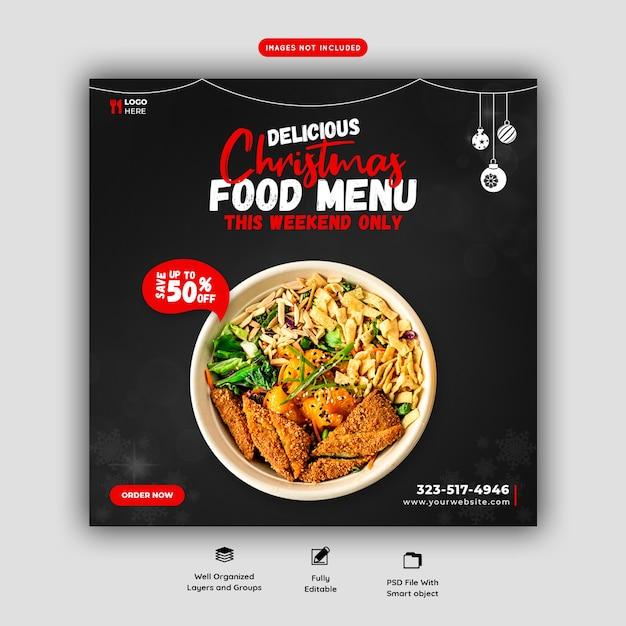 IMAGES NOT INCLUDED
LOGO
HERE
DELICIOUS
Christmas
FOOD MENU
THIS WEEKEND ONLY
SAVE UP TO
50% OFF
ORDER NOW
323-517-4946
www.yourwebsite.com
Well Organized
Layers and Groups
Fully
Editable
PSD File With
Smart object